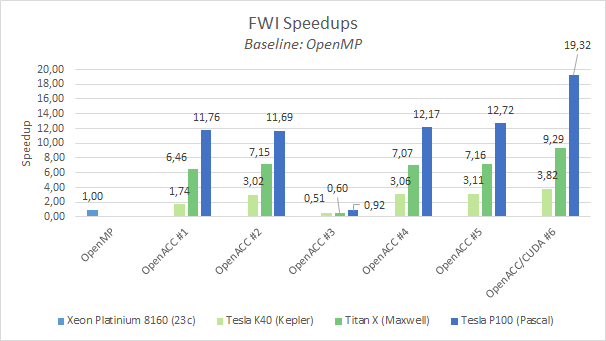 FWI Speedups
Baseline: OpenMP
Speedup
20,00
18,00
16,00
14,00
12,00
10,00
8,00
6,00
4,00
2,00
0,00
1,00
1,74
6,46
11,76
3,02
7,15
11,69
0,51
0,60
0,92
3,06
7,07
12,17
3,11
7,16
12,72
3,82
9,29
19,32
OpenMP
OpenACC #1
OpenACC #2
OpenACC #3
OpenACC #4
OpenACC #5
OpenACC/CUDA #6
Xeon Platinium 8160 (23c)
Tesla K40 (Kepler)
Titan X (Maxwell)
Tesla P100 (Pascal)